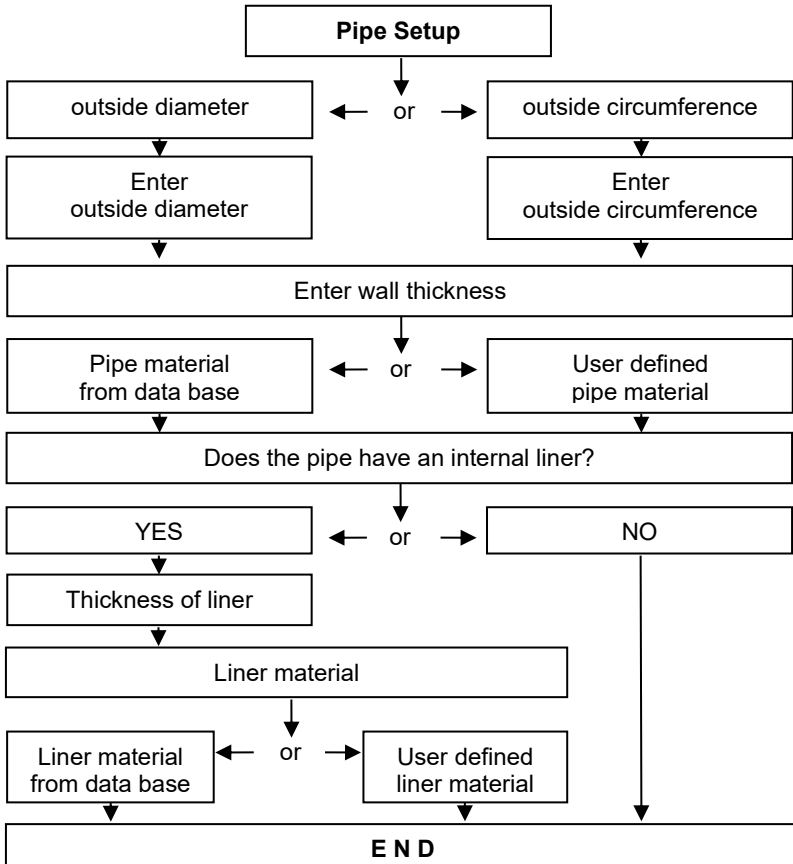 Pipe Setup
outside diameter
or
outside circumference
Enter
outside diameter
Enter
outside circumference
Enter wall thickness
Pipe material
from data base
or
User defined
pipe material
Does the pipe have an internal liner?
YES
or
NO
Thickness of liner
Liner material
Liner material
from data base
or
User defined
liner material
E N D